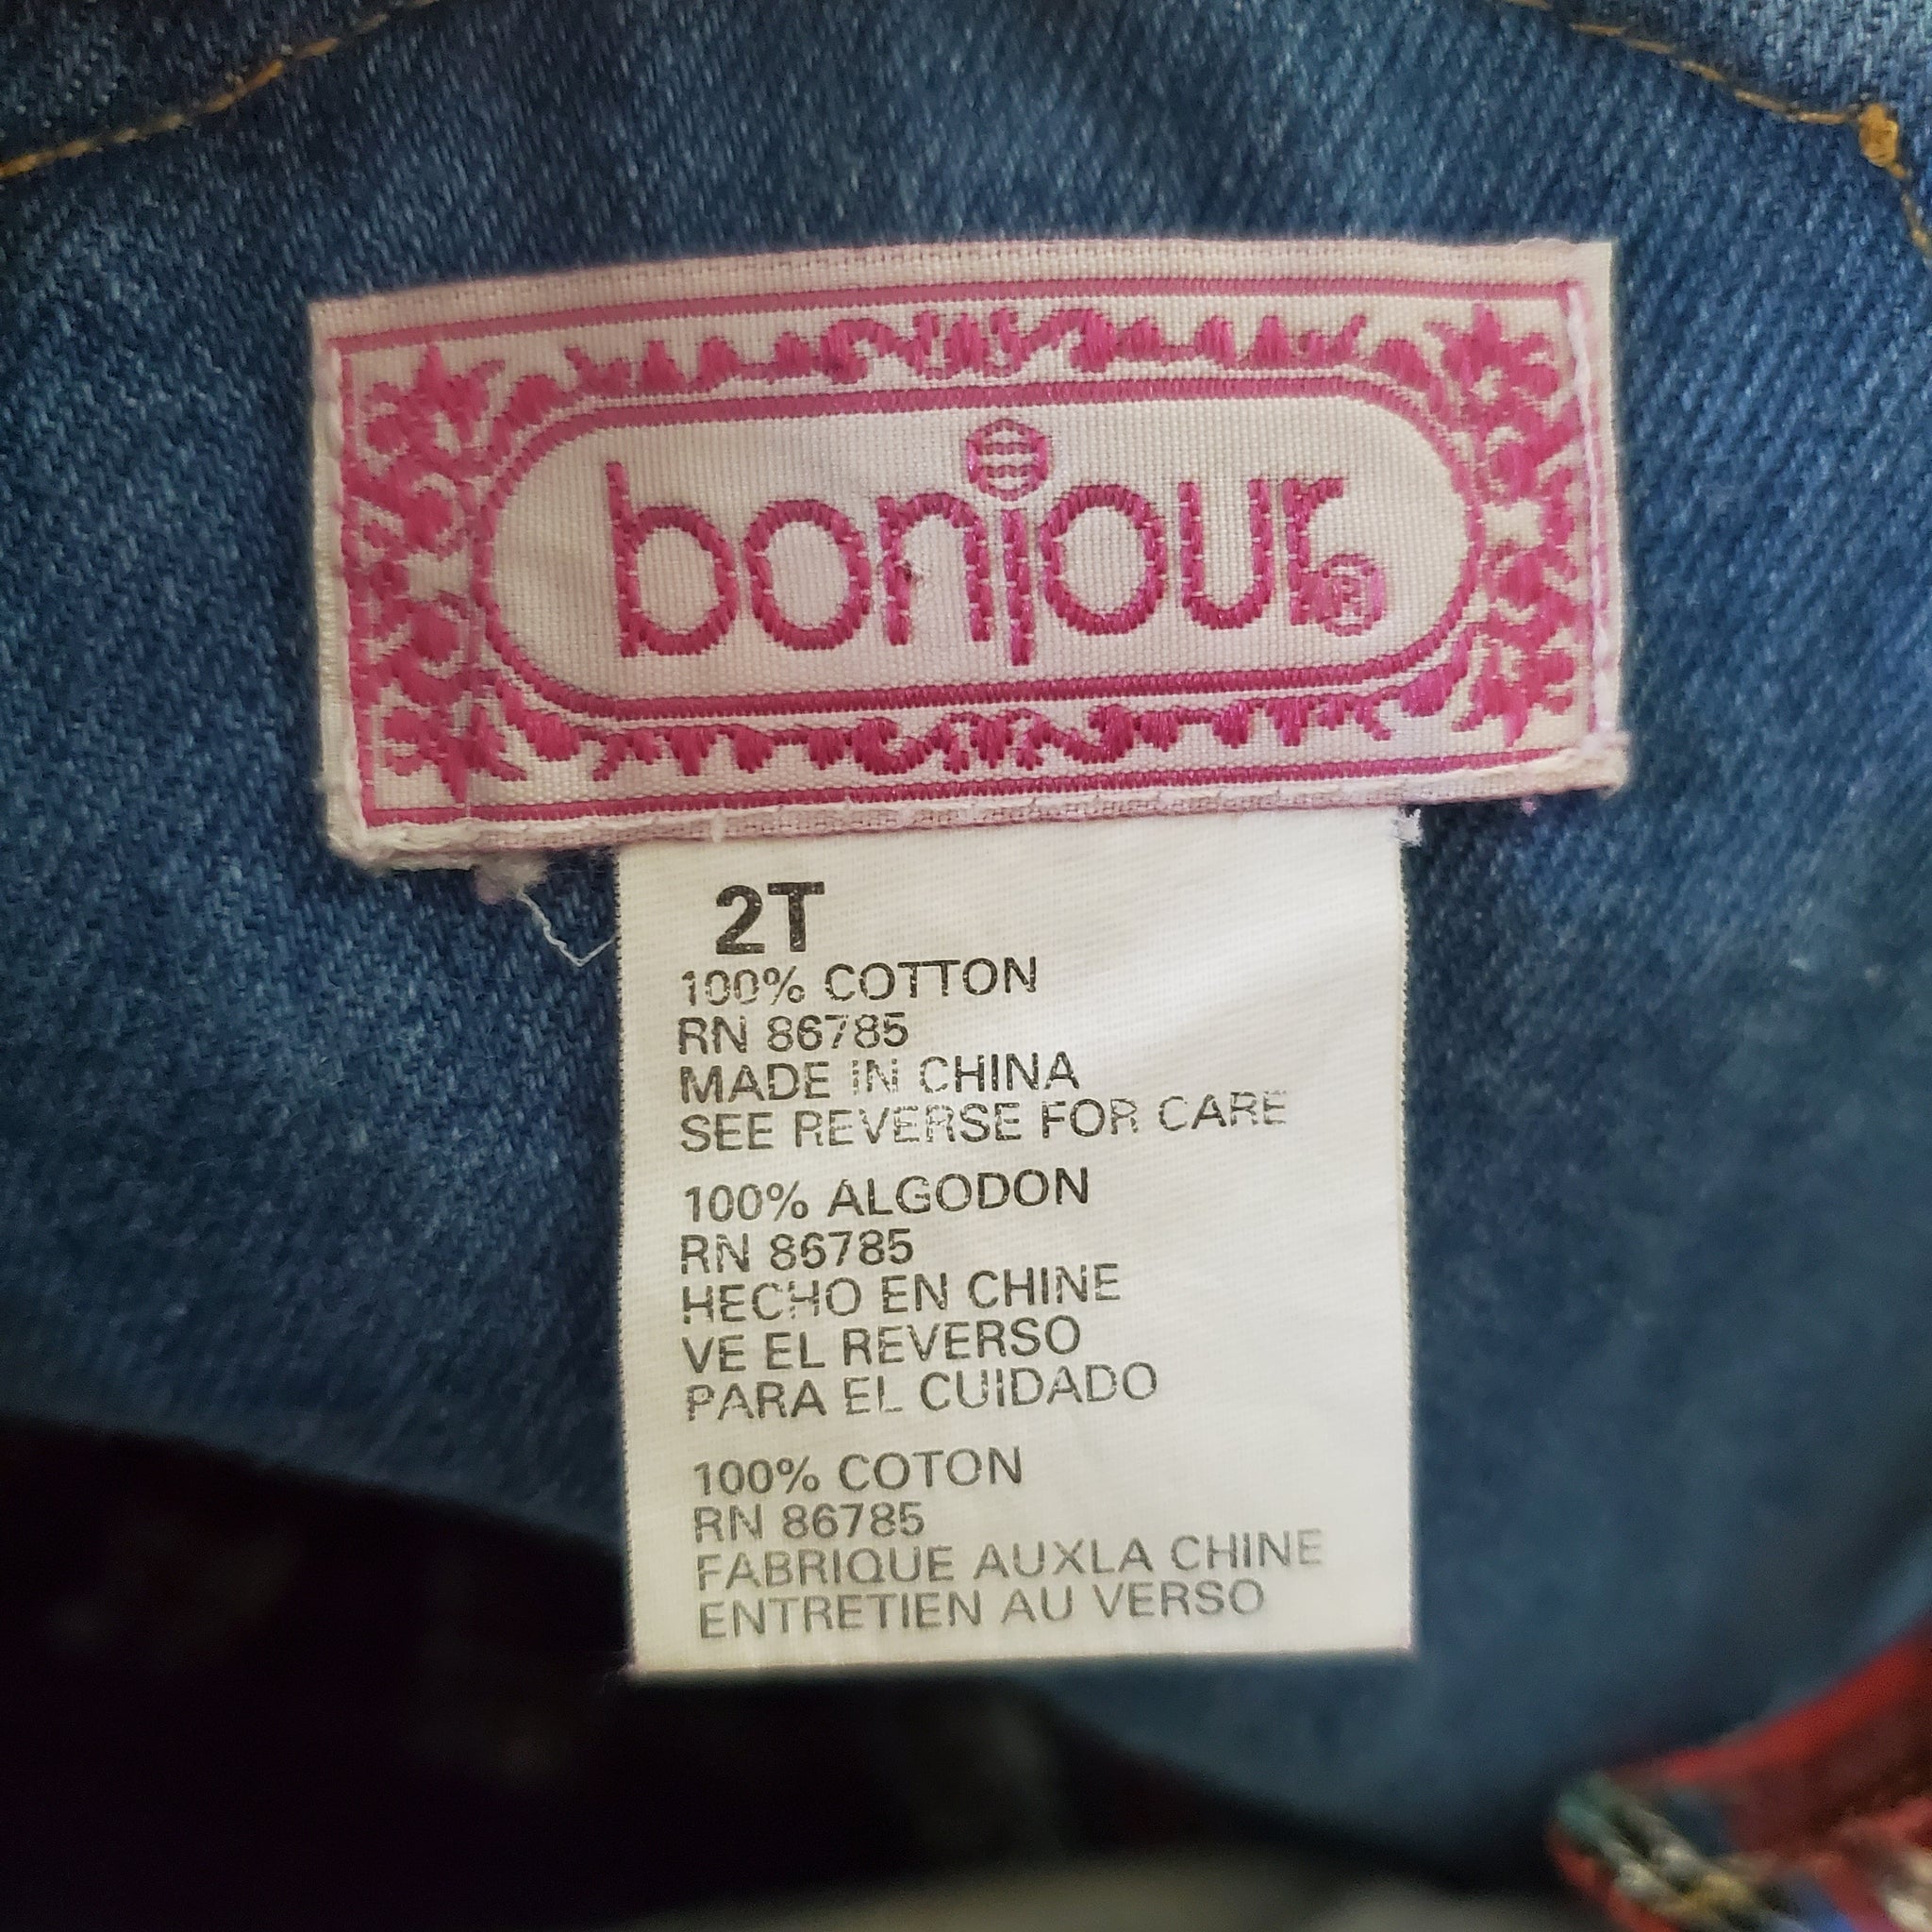 bonjour®
2T
100% COTTON
RN 86785
MADE IN CHINA
SEE REVERSE FOR CARE
100% ALGODON
RN 86785
HECHO EN CHINE
VE EL REVERSO
PARA EL CUIDADO
100% COTON
RN 86785
FABRIQUE AUXLA CHINE
ENTRETIEN AU VERSO